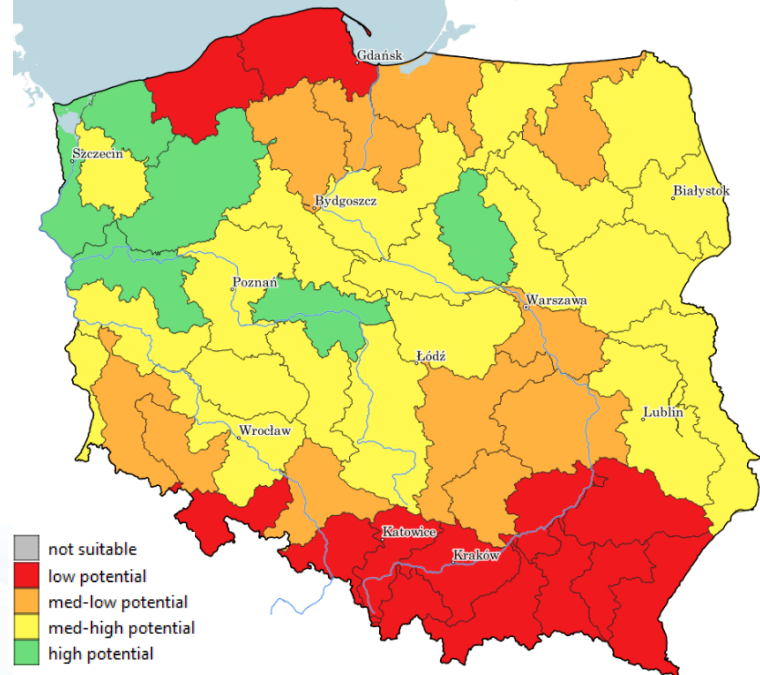 Gdańsk
Szczecin
Białystok
Bydgoszcz
Poznań
Warszawa
Łódź
Lublin
Wrocław
Katowice
Kraków
not suitable
low potential
med-low potential
med-high potential
high potential